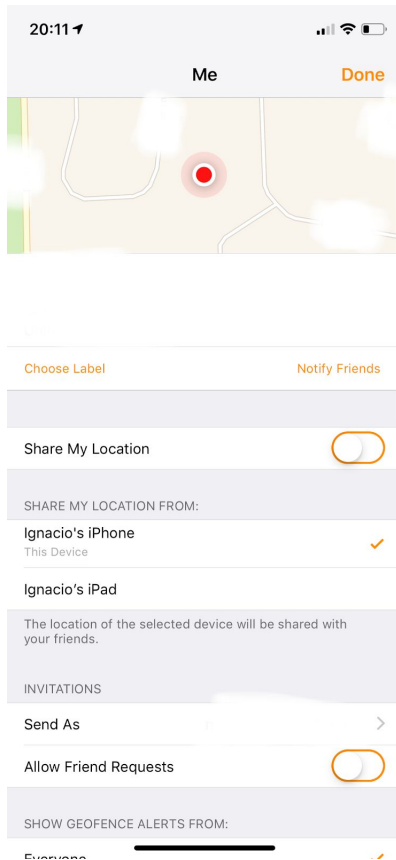 20:11
Me
Done
Choose Label
Notify Friends
Share My Location
SHARE MY LOCATION FROM:
Ignacio's iPhone
This Device
Ignacio’s iPad
The location of the selected device will be shared with
your friends.
INVITATIONS
Send As
Allow Friend Requests
SHOW GEOFENCE ALERTS FROM:
Everyone